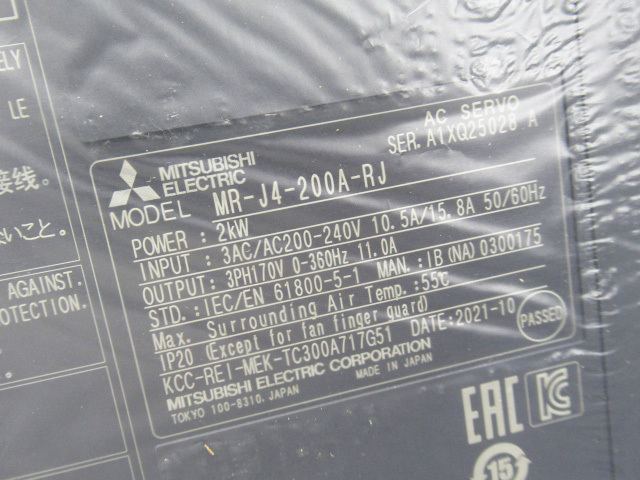 ELY
LE
接线。
いこと。
AGAINST.
OTECTION.
AC SERVO
SER. A1XQ25028 A
MITSUBISHI
ELECTRIC
MODEL MR-J4-200A-RJ
POWER : 2kW
INPUT : 3AC/AC200-240V 10.5A/15.8A 50/60Hz
OUTPUT: 3PH170V 0-360Hz 11.0A
STD.: IEC/EN 61800-5-1 MAN.: IB(NA)0300175
Max. Surrounding Air Temp.:55℃
IP20 (Except for fan finger guard)
KCC-REI-MEK-TC300A717G51 DATE:2021-10
MITSUBISHI ELECTRIC CORPORATION
TOKYO 100-8310, JAPAN MADE IN JAPAN
PASSED
EAC
15